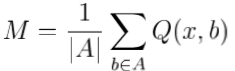 M = \frac{1}{|A|} \sum_{b \in A} Q(x, b)